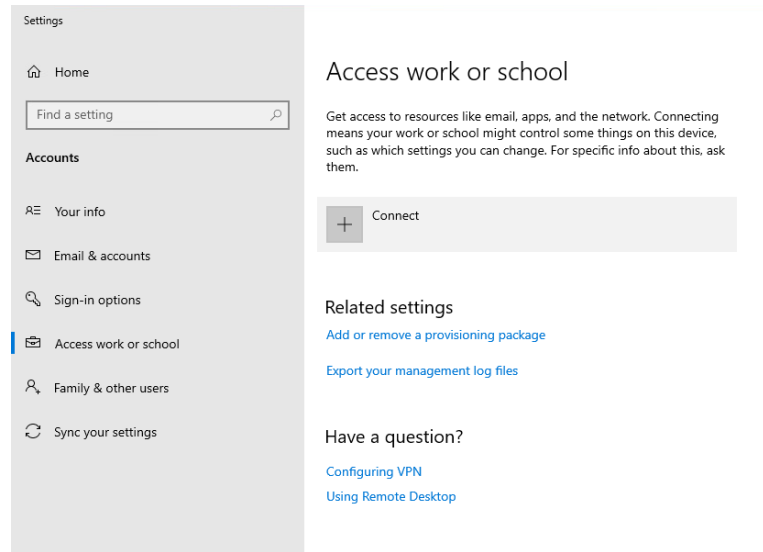 Settings
Home
Find a setting
Accounts
Your info
Email & accounts
Sign-in options
Access work or school
Family & other users
Sync your settings
Access work or school
Get access to resources like email, apps, and the network. Connecting
means your work or school might control some things on this device,
such as which settings you can change. For specific info about this, ask
them.
Connect
Related settings
Add or remove a provisioning package
Export your management log files
Have a question?
Configuring VPN
Using Remote Desktop